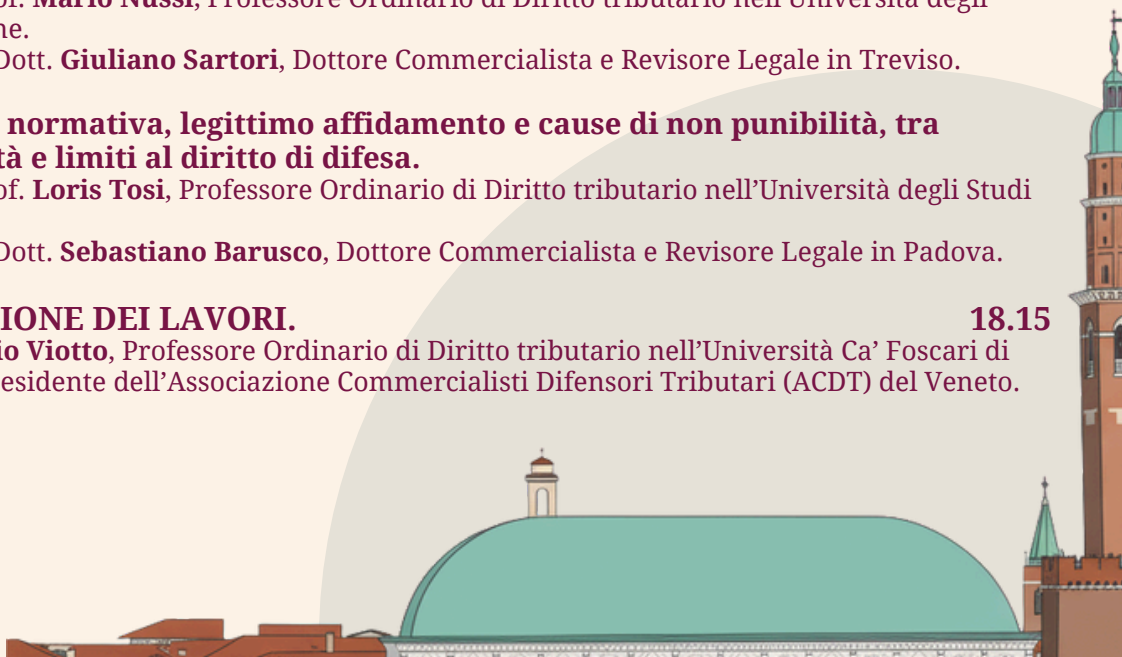 Mario Nussi, Professore Ordinario di Diritto tributario nell'Università degli
ne.
Dott. Giuliano Sartori, Dottore Commercialista e Revisore Legale in Treviso.
normativa, legittimo affidamento e cause di non punibilità, tra
tà e limiti al diritto di difesa.
of. Loris Tosi, Professore Ordinario di Diritto tributario nell’Università degli Studi
Dott. Sebastiano Barusco, Dottore Commercialista e Revisore Legale in Padova.
IONE DEI LAVORI. 18.15
io Viotto, Professore Ordinario di Diritto tributario nell’Università Ca’ Foscari di
esidente dell’Associazione Commercialisti Difensori Tributari (ACDT) del Veneto.